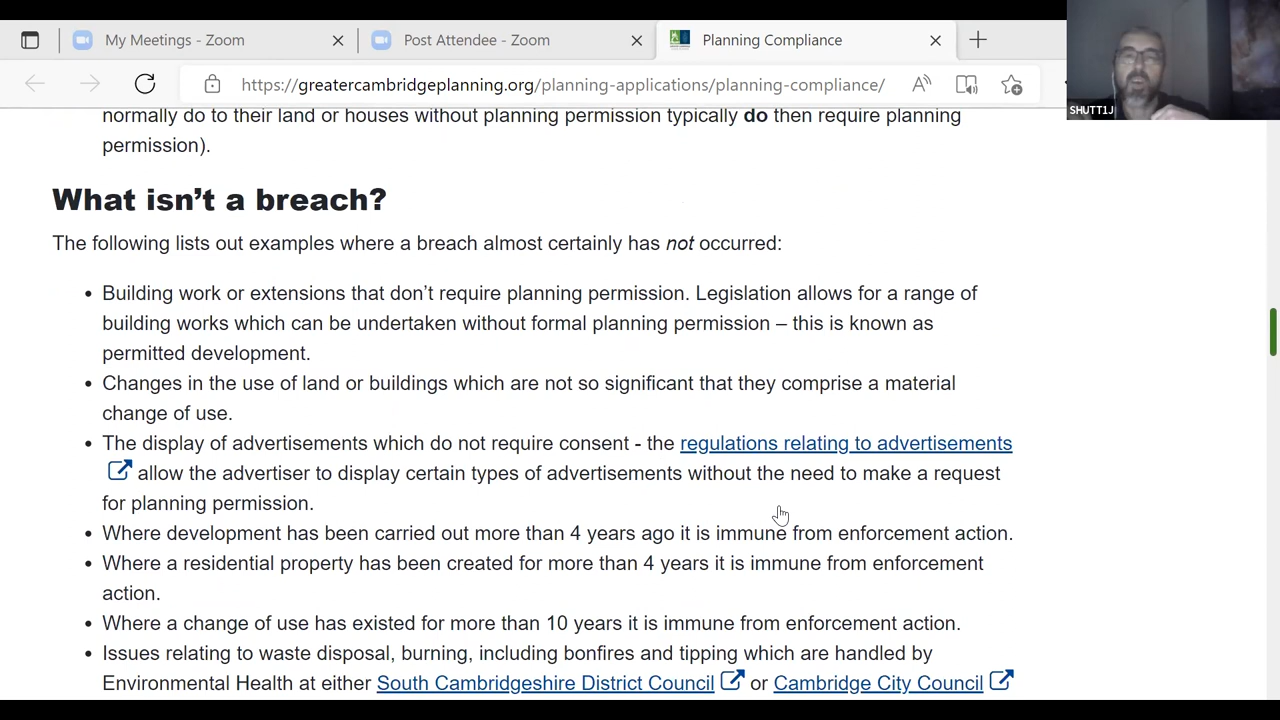 My Meetings - Zoom
Post Attendee - Zoom
Planning Compliance
https://greatercambridgeplanning.org/planning-applications/planning-compliance/
SHUTT1J
normally do to their land or houses without planning permission typically do then require planning
permission).
What isn’t a breach?
The following lists out examples where a breach almost certainly has not occurred:
• Building work or extensions that don’t require planning permission. Legislation allows for a range of
building works which can be undertaken without formal planning permission – this is known as
permitted development.
• Changes in the use of land or buildings which are not so significant that they comprise a material
change of use.
• The display of advertisements which do not require consent - the regulations relating to advertisements
allow the advertiser to display certain types of advertisements without the need to make a request
for planning permission.
• Where development has been carried out more than 4 years ago it is immune from enforcement action.
• Where a residential property has been created for more than 4 years it is immune from enforcement
action.
• Where a change of use has existed for more than 10 years it is immune from enforcement action.
• Issues relating to waste disposal, burning, including bonfires and tipping which are handled by
Environmental Health at either South Cambridgeshire District Council or Cambridge City Council